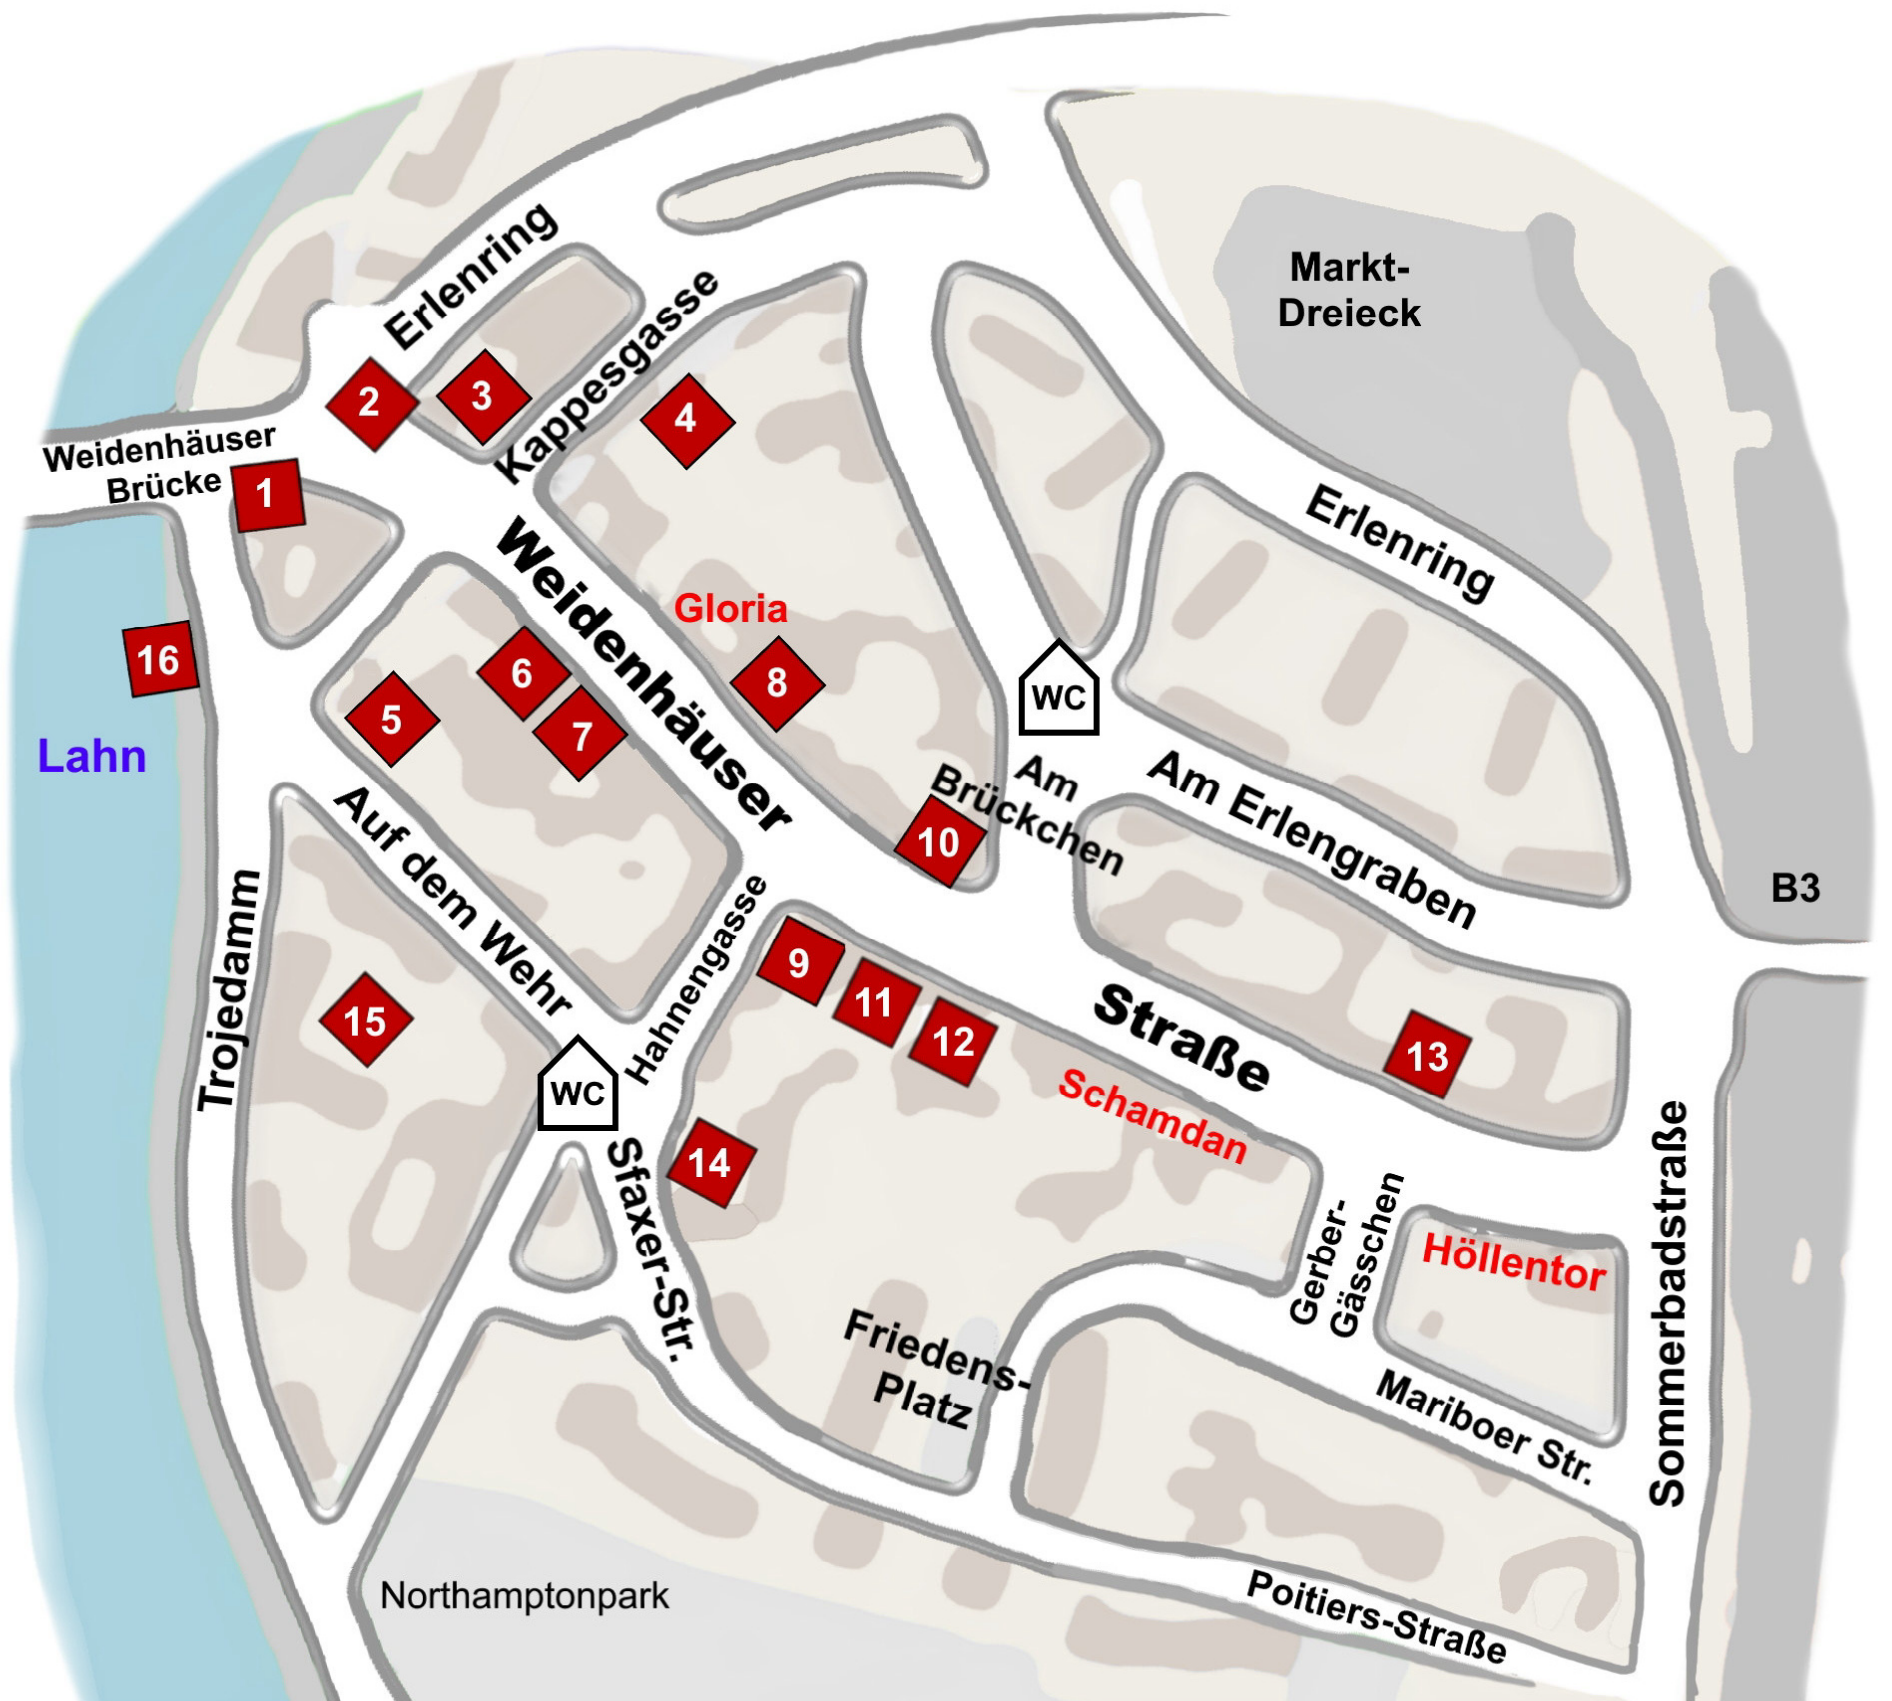 Erlenring
Kappesgasse
Markt-
Dreieck
2
3
4
Weidenhäuser
Brücke
1
Erlenring
Weidenhäuser
Gloria
16
6
8
5
7
WC
Lahn
Am
Brückchen
Am Erlengraben
10
Auf dem Wehr
B3
Hahnengasse
9
11
12
Straße
13
Trojedamm
15
WC
Schamdan
14
Sfaxer-Str.
Gerber-
Gässchen
Höllentor
Sommerbadstraße
Friedens-
Platz
Mariboer Str.
Northamptonpark
Poitiers-Straße